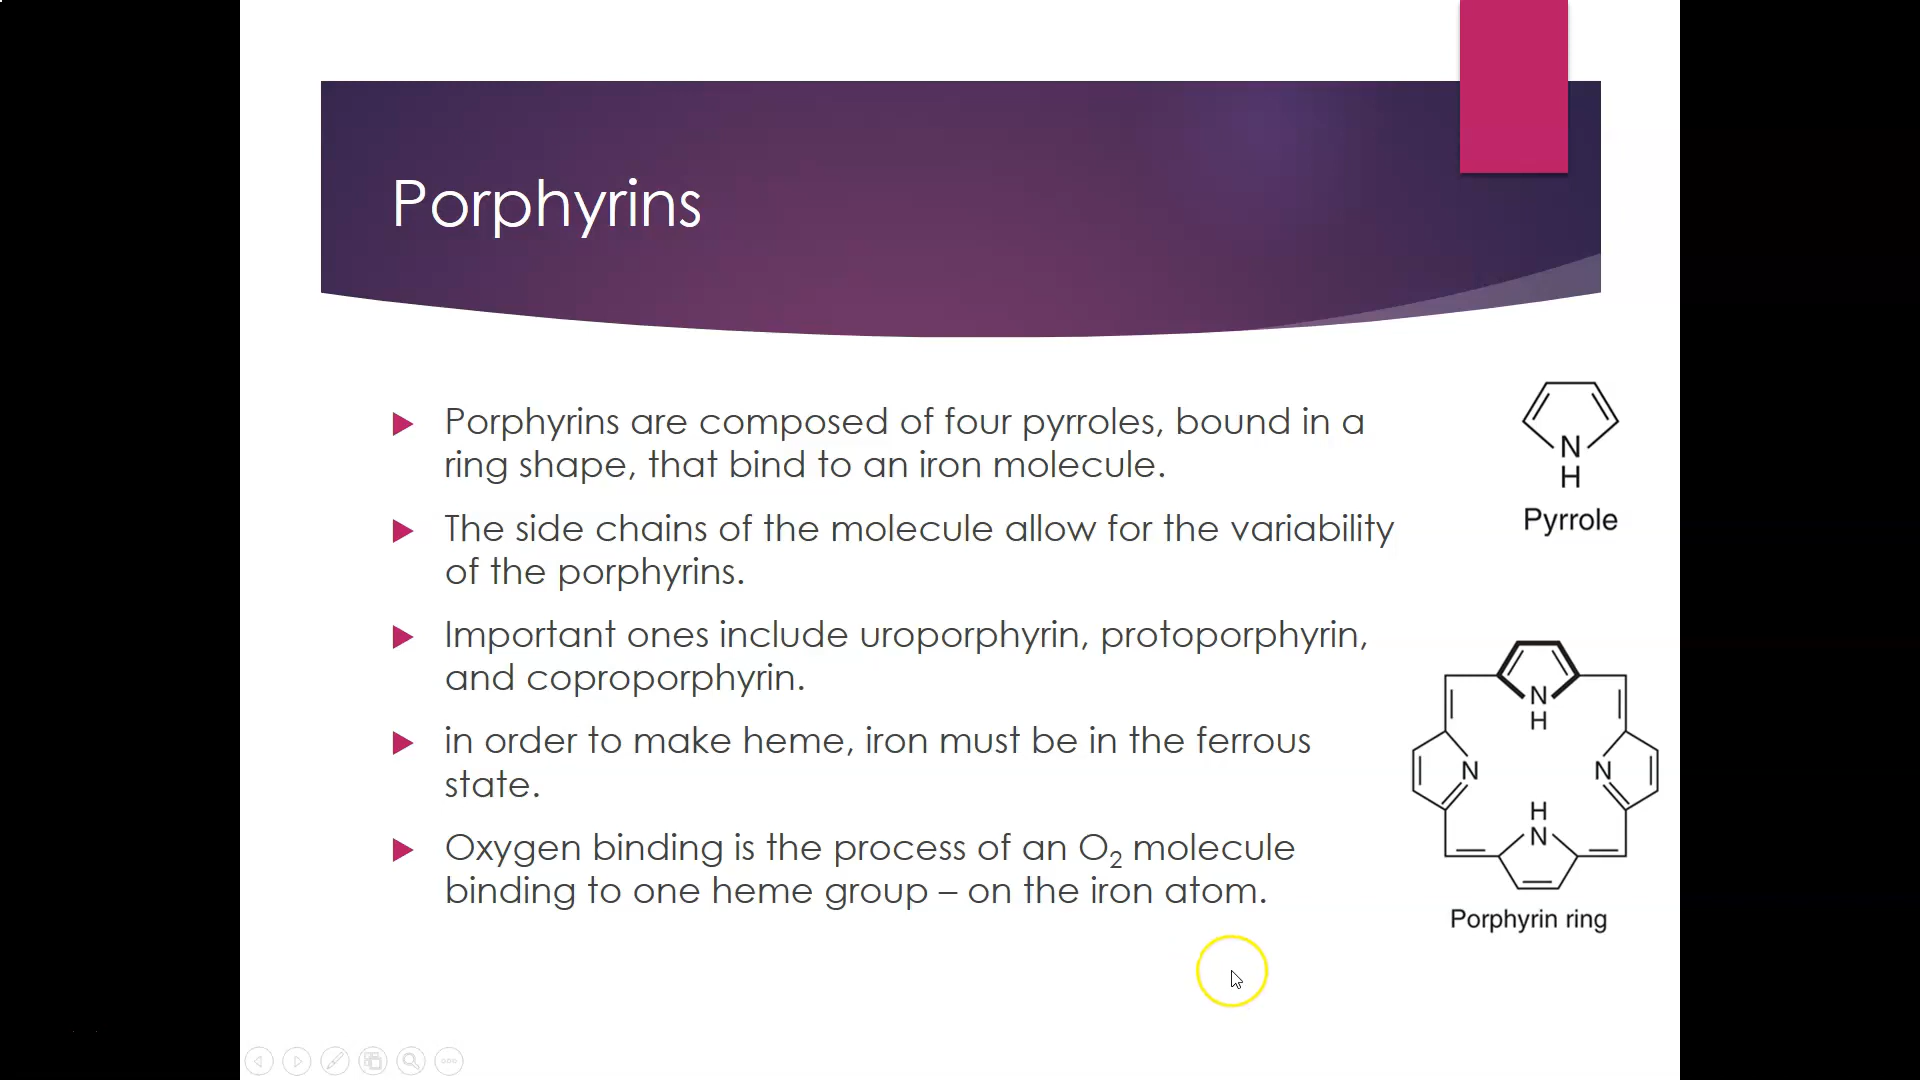 Porphyrins
Porphyrins are composed of four pyrroles, bound in a
ring shape, that bind to an iron molecule.
The side chains of the molecule allow for the variability
of the porphyrins.
Important ones include uroporphyrin, protoporphyrin,
and coproporphyrin.
in order to make heme, iron must be in the ferrous
state.
Oxygen binding is the process of an O₂ molecule
binding to one heme group – on the iron atom.
N
H
Pyrrole
N
H
N
N
H
N
Porphyrin ring